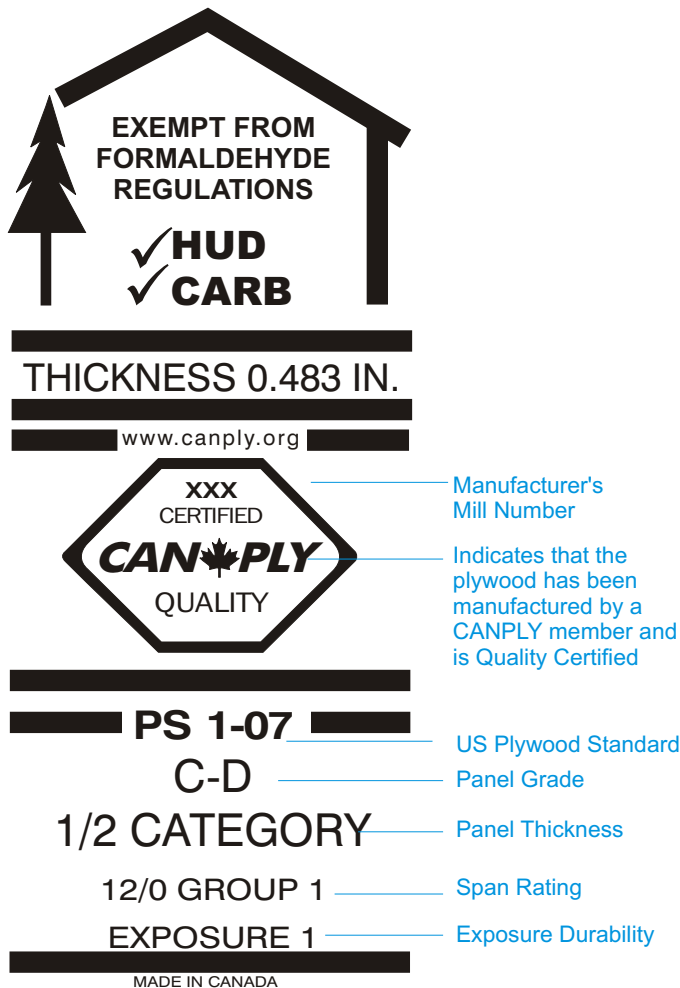 EXEMPT FROM
FORMALDEHYDE
REGULATIONS
✓HUD
✓CARB
THICKNESS 0.483 IN.
www.canply.org
XXX
CERTIFIED
CANPLY
QUALITY
Manufacturer's
Mill Number
Indicates that the
plywood has been
manufactured by a
CANPLY member and
is Quality Certified
PS 1-07
US Plywood Standard
C-D
Panel Grade
1/2 CATEGORY
Panel Thickness
12/0 GROUP 1
Span Rating
EXPOSURE 1
Exposure Durability
MADE IN CANADA